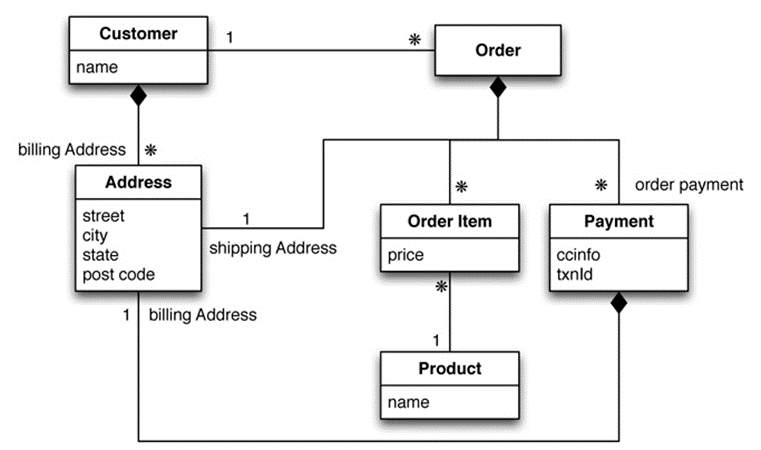 Customer
name
1
*
Order
billing Address
*
Address
street
city
state
post code
1
shipping Address
*
Order Item
price
*
order payment
Payment
ccinfo
txnId
*
1
Product
name
1
billing Address